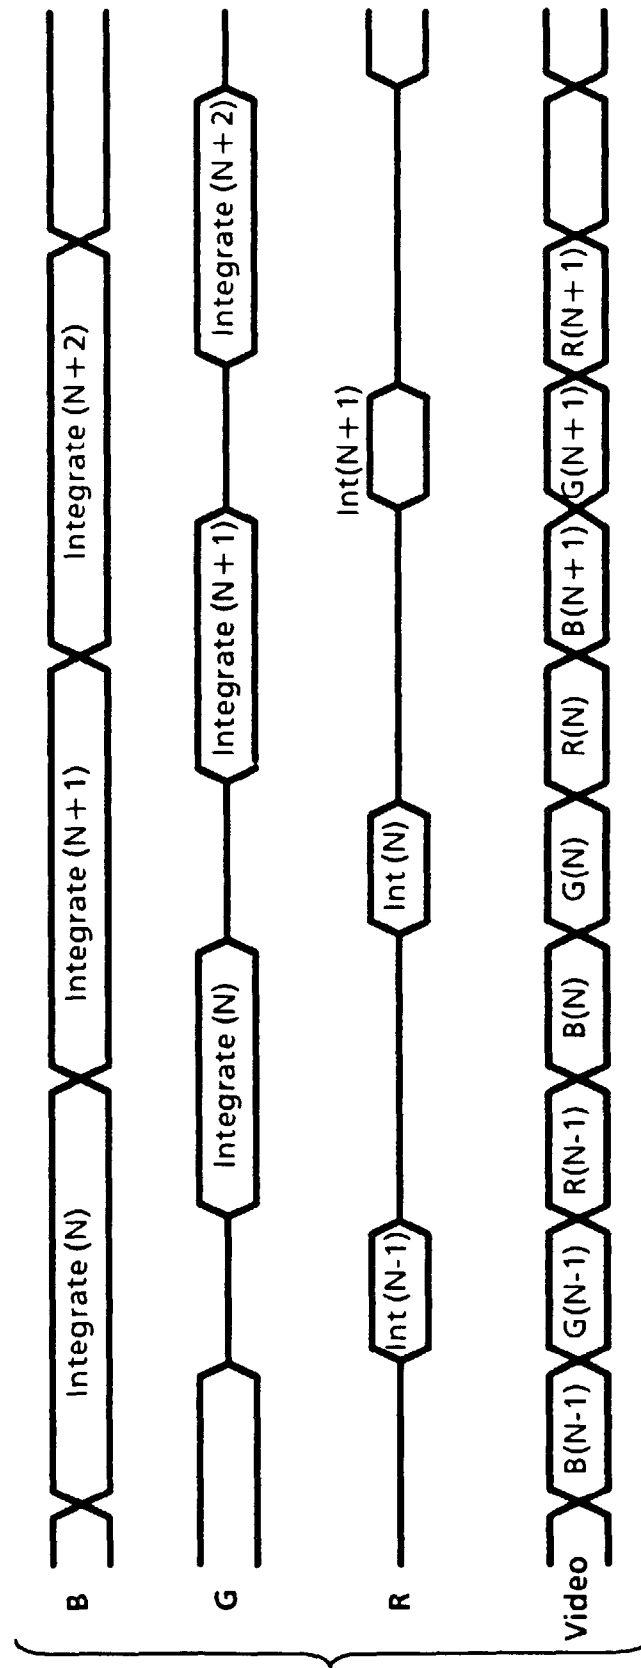 B
Integrate (N)
Integrate (N+1)
Integrate (N+2)
G
Integrate (N)
Integrate (N+1)
Integrate (N+2)
R
Int (N-1)
Int (N)
Int(N+1)
Video
B(N-1)
G(N-1)
R(N-1)
B(N)
G(N)
R(N)
B(N+1)
G(N+1)
R(N+1)